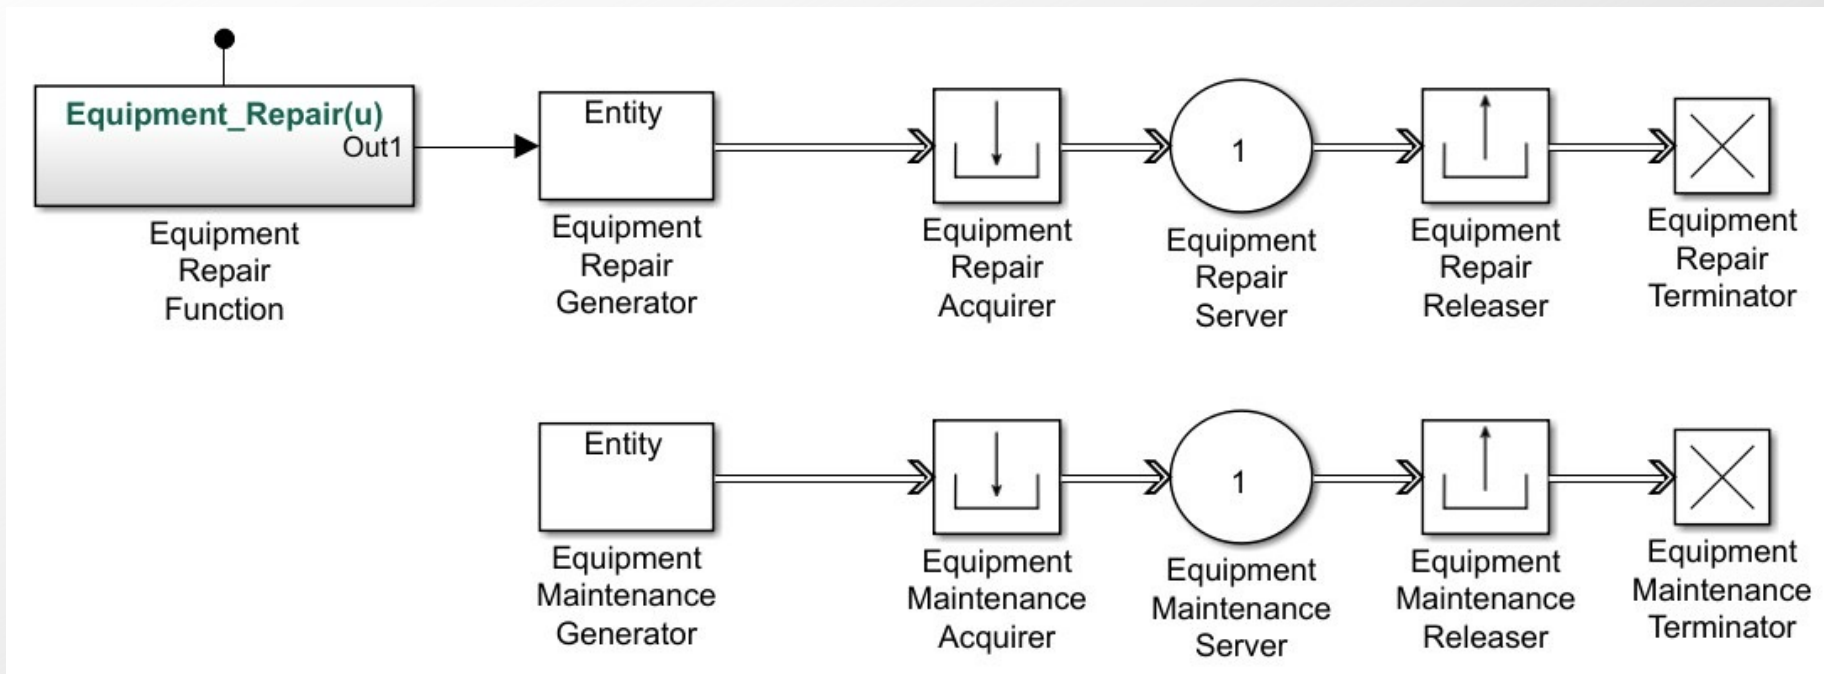 Equipment_Repair(u)
Out1
Equipment
Repair
Function
Entity
Equipment
Repair
Generator
Equipment
Repair
Acquirer
1
Equipment
Repair
Server
Equipment
Repair
Releaser
Equipment
Repair
Terminator
Entity
Equipment
Maintenance
Generator
Equipment
Maintenance
Acquirer
1
Equipment
Maintenance
Server
Equipment
Maintenance
Releaser
Equipment
Maintenance
Terminator